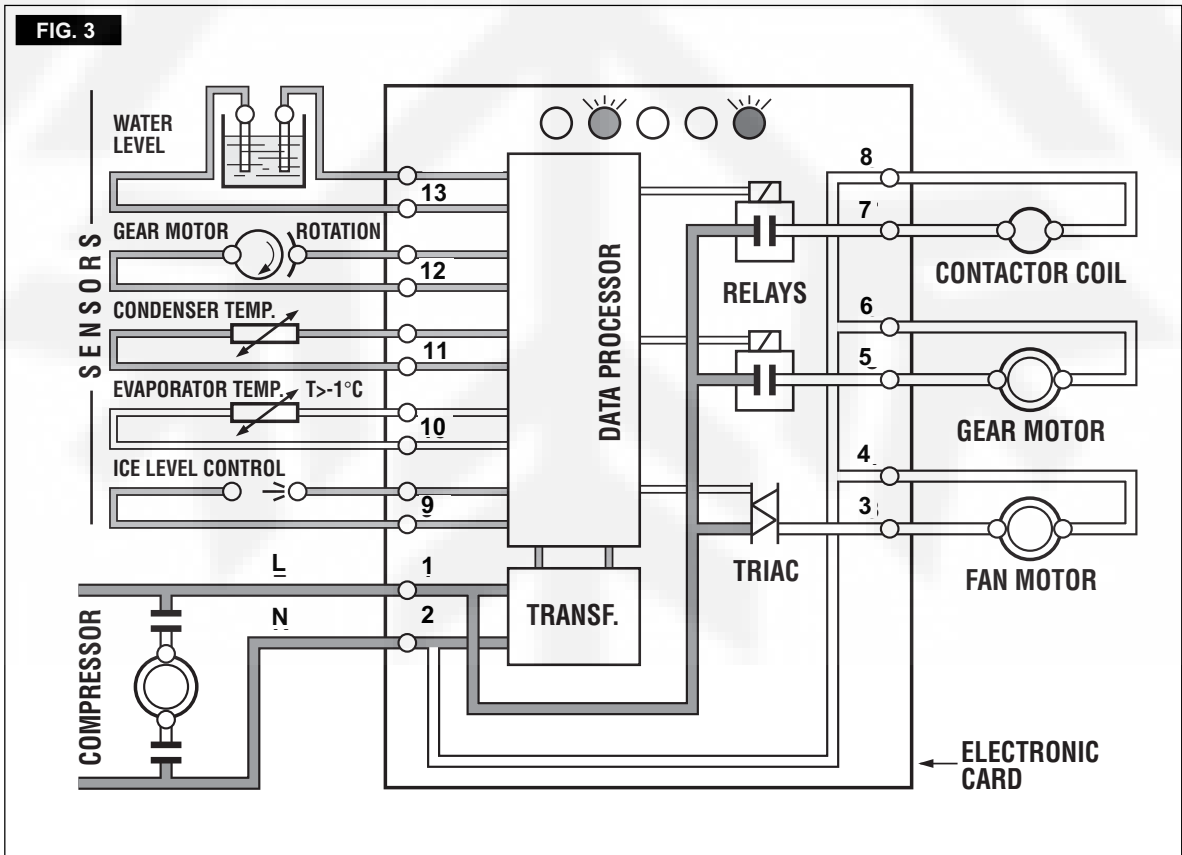 FIG. 3
WATER
LEVEL
GEAR MOTOR
ROTATION
CONDENSER TEMP.
EVAPORATOR TEMP.
T>-1°C
ICE LEVEL CONTROL
SENSORS
13
12
11
10
9
L
1
N
2
COMPRESSOR
DATA PROCESSOR
TRANSF.
RELAYS
TRIAC
8
7
CONTACTOR COIL
6
5
GEAR MOTOR
4
3
FAN MOTOR
ELECTRONIC
CARD